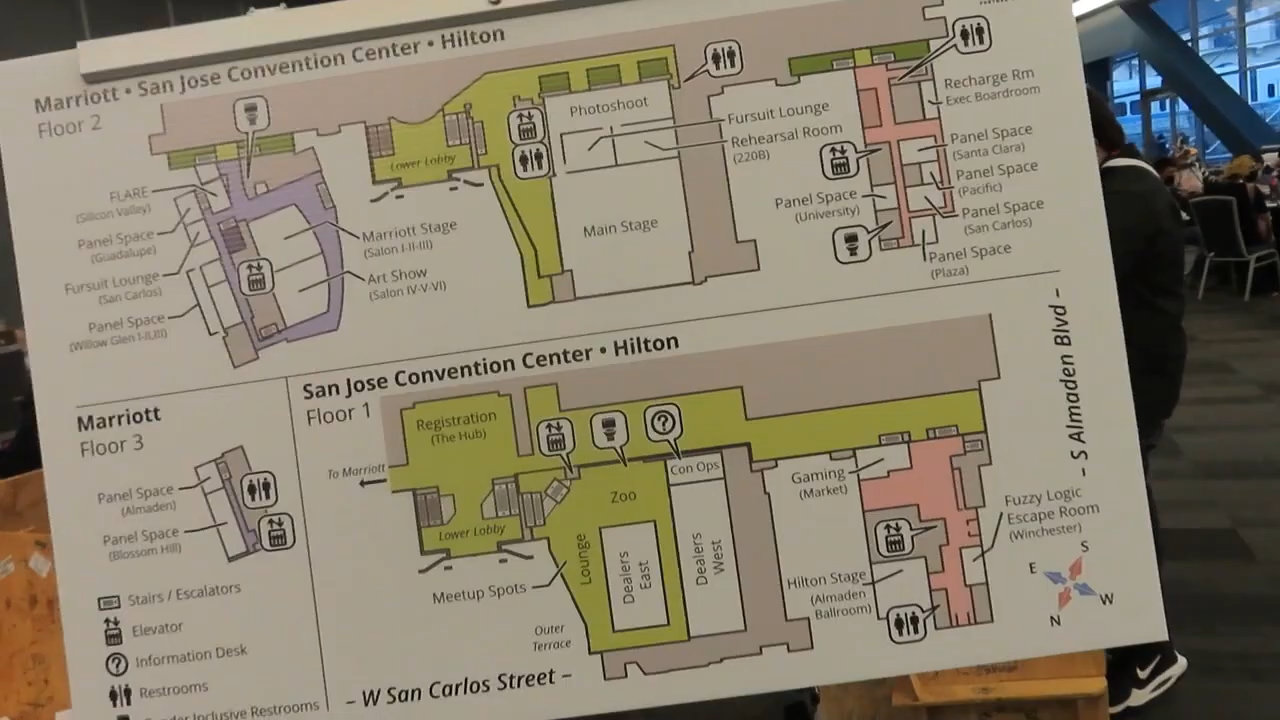 Marriott • San Jose Convention Center • Hilton
Floor 2
FLARE
(Silicon Valley)
Panel Space
(Guadalupe)
Fursuit Lounge
(San Carlos)
Panel Space
(Willow Glen I-II,III)
Marriott Stage
(Salon I-II-III)
Art Show
(Salon IV-V-VI)
Lower Lobby
Photoshoot
Fursuit Lounge
Rehearsal Room
(220B)
Main Stage
Recharge Rm
Exec Boardroom
Panel Space
(Santa Clara)
Panel Space
(Pacific)
Panel Space
(San Carlos)
Panel Space
(Plaza)
Panel Space
(University)
Marriott
Floor 3
Panel Space
(Almaden)
Panel Space
(Blossom Hill)
Stairs / Escalators
Elevator
? Information Desk
Restrooms
Inclusive Restrooms
San Jose Convention Center • Hilton
Floor 1
Registration
(The Hub)
To Marriott
Lower Lobby
Meetup Spots
?
Con Ops
Zoo
Lounge
Dealers
East
Dealers
West
Outer
Terrace
Gaming
(Market)
Fuzzy Logic
Escape Room
(Winchester)
Hilton Stage
(Almaden
Ballroom)
– W San Carlos Street –
– S Almaden Blvd –
S
E
W
N